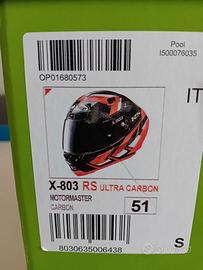 Pool
I500076035
OP01680573
IT
X-803 RS ULTRA CARBON
MOTORMASTER
CARBON
51
8030635006438
S